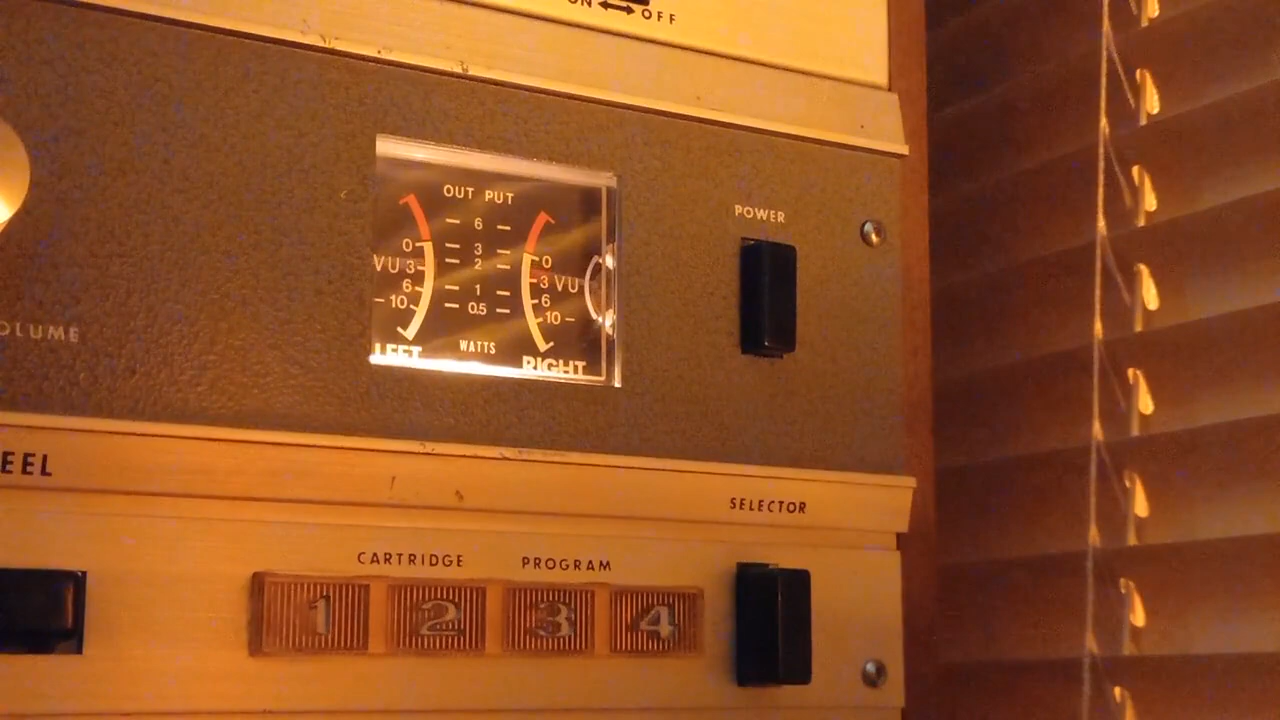 ON ↔ OFF
OUT PUT
6
0 3 0
VU 3 2 3 VU
6 1 6
-10 0.5 10-
LEFT WATTS RIGHT
POWER
OLUME
EEL
SELECTOR
CARTRIDGE PROGRAM
1 2 3 4